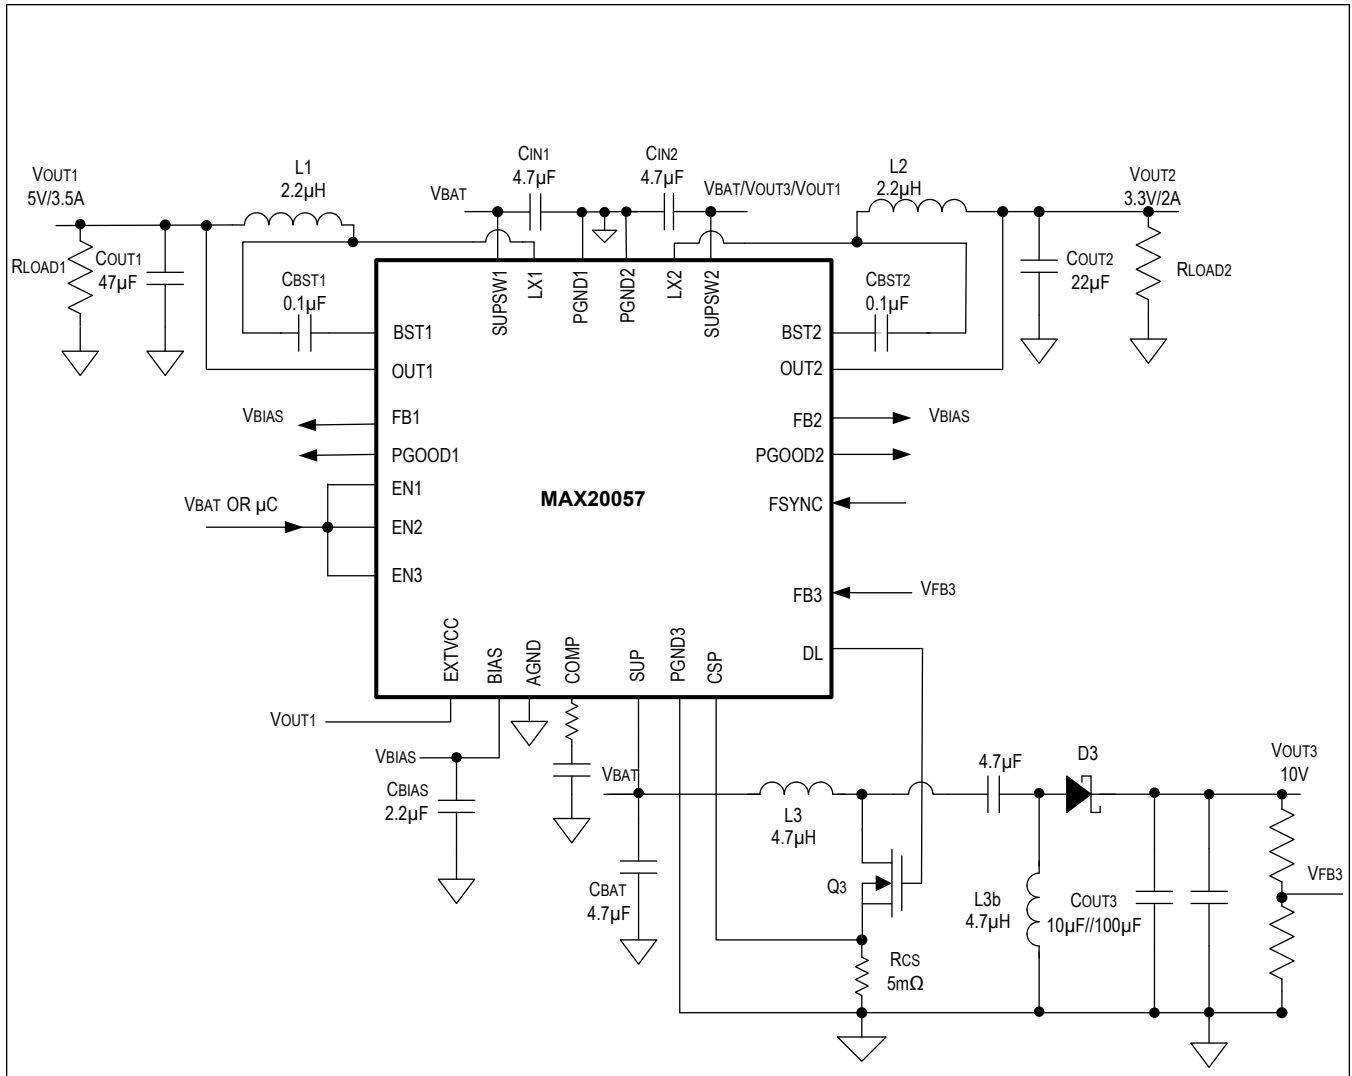 VOUT1
5V/3.5A
L1
2.2µH
CIN1
4.7µF
CIN2
4.7µF
VBAT
VBAT/VOUT3/VOUT1
L2
2.2µH
VOUT2
3.3V/2A
RLOAD1
COUT1
47µF
CBST1
0.1µF
SUPSW1
LX1
PGND1
PGND2
LX2
SUPSW2
CBST2
0.1µF
COUT2
22µF
RLOAD2
BST1
BST2
OUT1
OUT2
VBIAS
FB1
FB2
VBIAS
PGOOD1
PGOOD2
EN1
VBAT OR µC
EN2
EN3
MAX20057
FSYNC
FB3
VFB3
DL
EXTVCC
BIAS
AGND
COMP
SUP
PGND3
CSP
VOUT1
VBIAS
CBIAS
2.2µF
VBAT
CBAT
4.7µF
L3
4.7µH
4.7µF
D3
VOUT3
10V
Q3
L3b
4.7µH
COUT3
10µF//100µF
VFB3
RCS
5mΩ